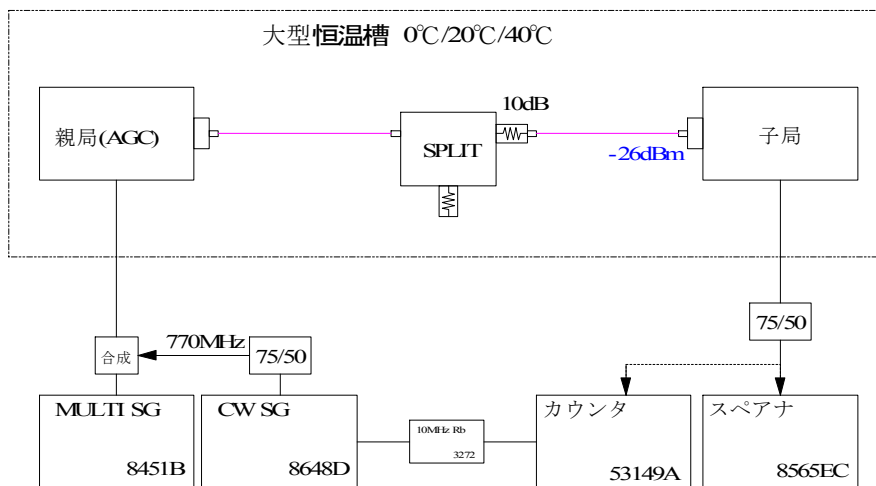 大型恒温槽 0℃/20℃/40℃
親局(AGC)
SPLIT
10dB
-26dBm
子局
75/50
合成
770MHz
75/50
MULTI SG
8451B
CW SG
8648D
10MHz Rb
3272
カウンタ
53149A
スペアナ
8565EC